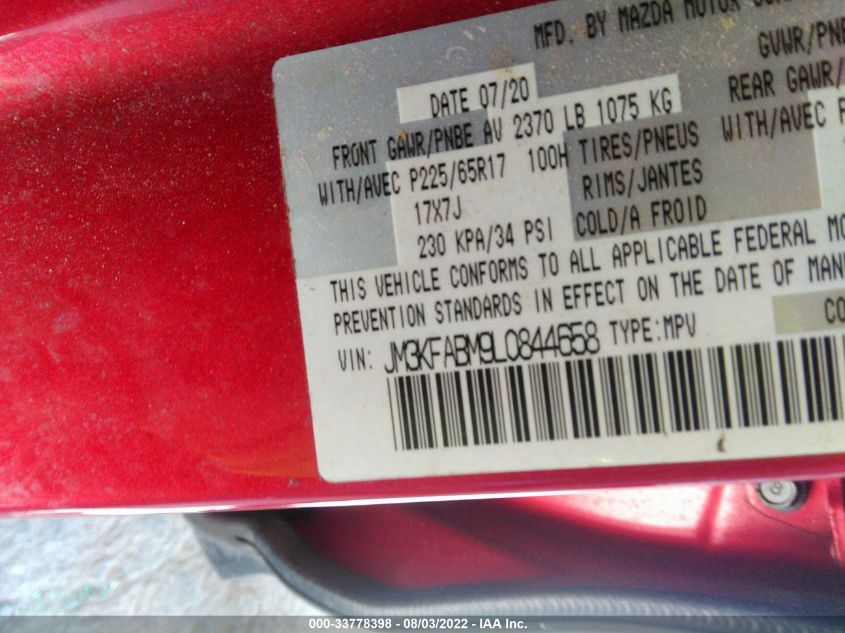 MFD. BY MAZDA MOTOR
DATE 07/20
GVWR/PNB
FRONT GAWR/PNBE AV 2370 LB 1075 KG
REAR GAWR/
WITH/AVEC P225/65R17 100H TIRES/PNEUS
WITH/AVEC
17X7J RIMS/JANTES
230 KPA/34 PSI COLD/A FROID
THIS VEHICLE CONFORMS TO ALL APPLICABLE FEDERAL MO
PREVENTION STANDARDS IN EFFECT ON THE DATE OF MAN
VIN: JM3KFABM9L0844658 TYPE:MPV
CO
000-33778398 - 08/03/2022 - IAA Inc.